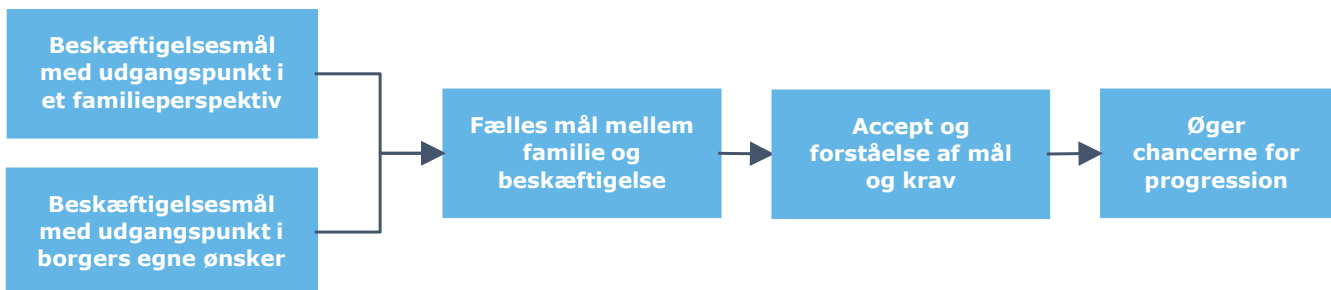 Beskæftigelsesmål
med udgangspunkt i
et familieperspektiv
Beskæftigelsesmål
med udgangspunkt i
borgers egne ønsker
Fælles mål mellem
familie og
beskæftigelse
Accept og
forståelse af mål
og krav
Øger
chancerne for
progression